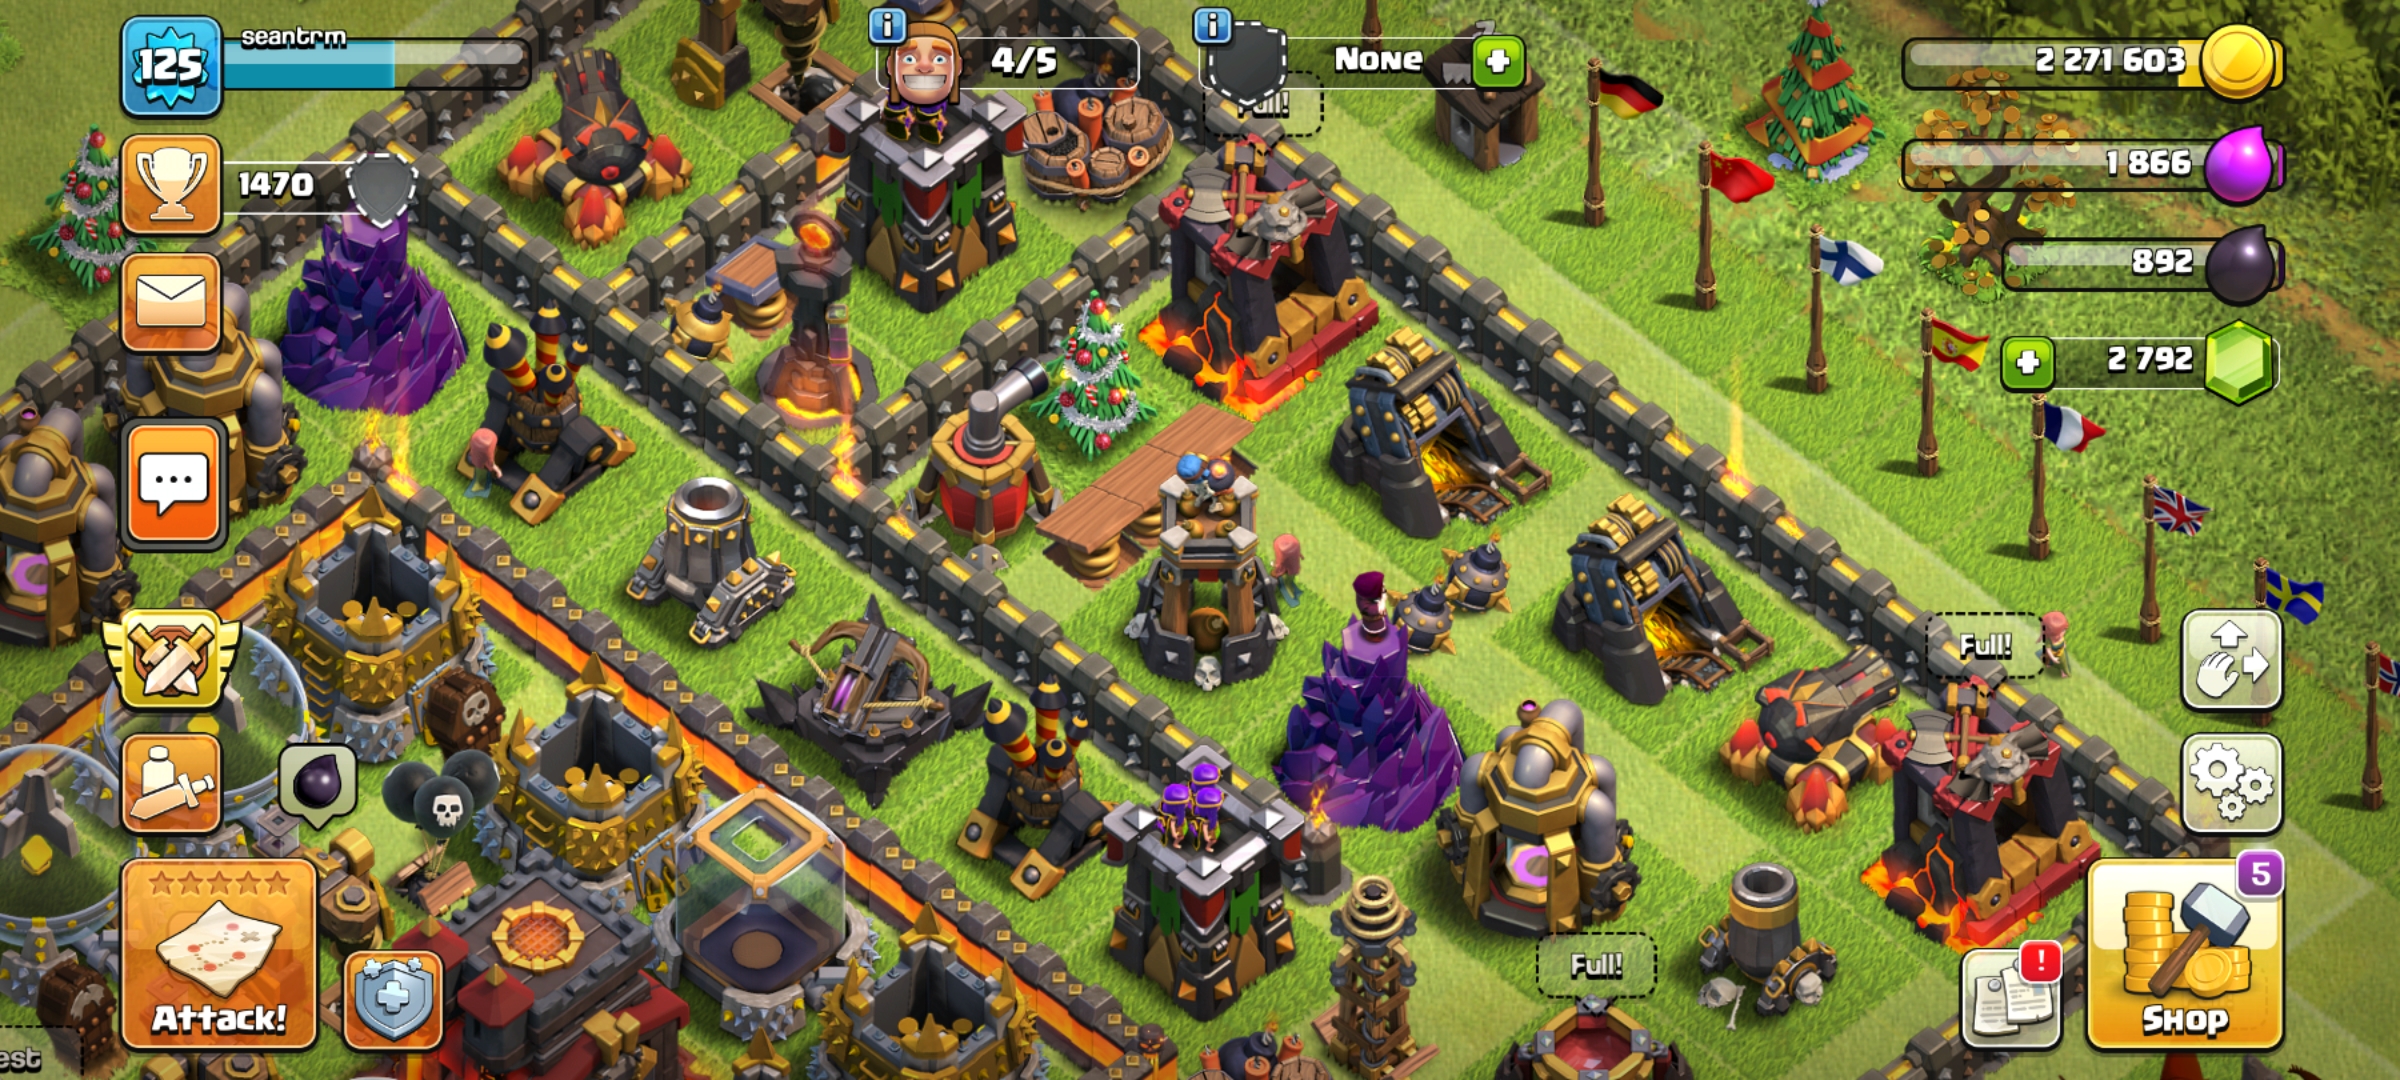 125
seantrm
4/5
None
2 271 603
1470
1 866
892
2 792
Full!
Full!
Full!
5
Attack!
Shop
!
est